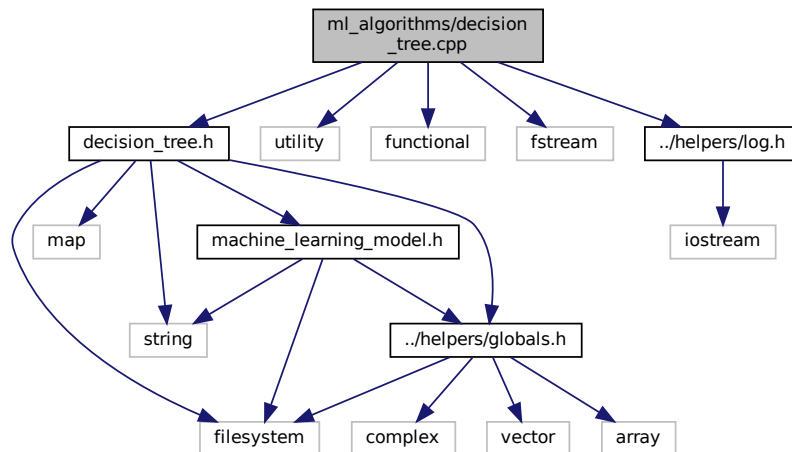 ml_algorithms/decision
_tree.cpp
decision_tree.h
utility
functional
fstream
../helpers/log.h
map
machine_learning_model.h
iostream
string
../helpers/globals.h
filesystem
complex
vector
array